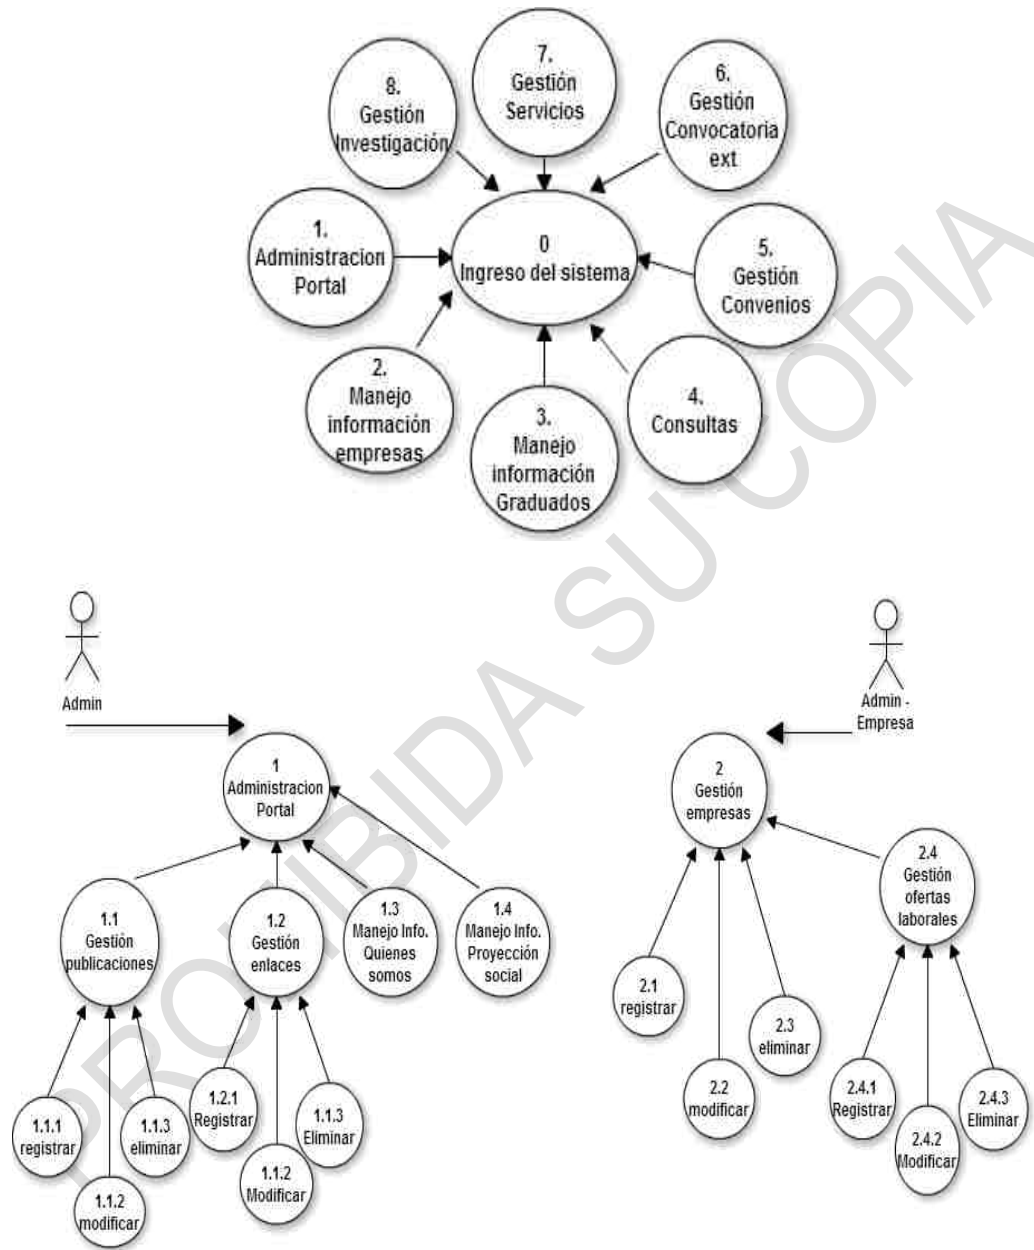 7.
Gestión
Servicios
8.
Gestión
Investigación
6.
Gestión
Convocatoria
ext
1.
Administracion
Portal
0
Ingreso del sistema
5.
Gestión
Convenios
2.
Manejo
información
empresas
3.
Manejo
información
Graduados
4.
Consultas
PROHIBIDA SU COPIA
Admin
1
Administracion
Portal
1.1
Gestión
publicaciones
1.2
Gestión
enlaces
1.3
Manejo Info.
Quienes
somos
1.4
Manejo Info.
Proyección
social
1.1.1
registrar
1.1.2
modificar
1.1.3
eliminar
1.2.1
Registrar
1.1.2
Modificar
1.1.3
Eliminar
Admin -
Empresa
2
Gestión
empresas
2.4
Gestión
ofertas
laborales
2.1
registrar
2.2
modificar
2.3
eliminar
2.4.1
Registrar
2.4.2
Modificar
2.4.3
Eliminar